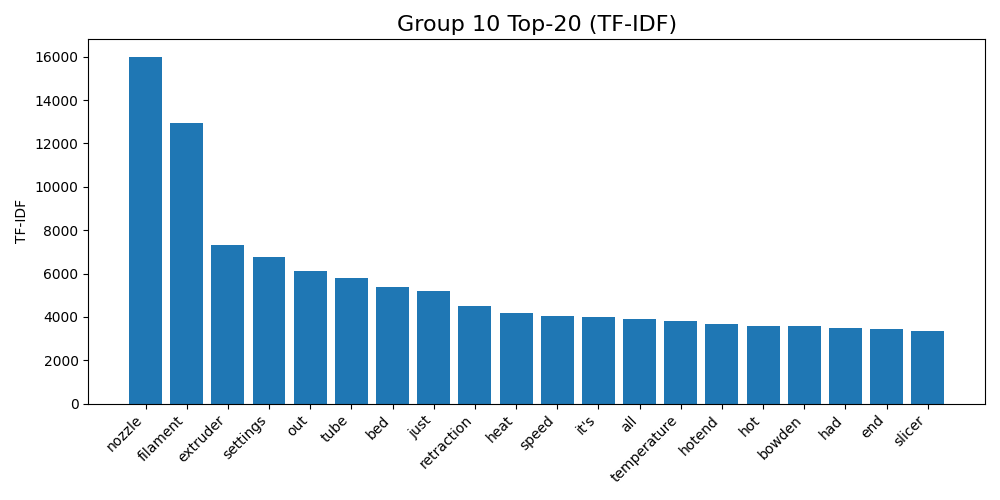 Group 10 Top-20 (TF-IDF)
TF-IDF
16000
14000
12000
10000
8000
6000
4000
2000
0
nozzle
filament
extruder
settings
out
tube
bed
just
retraction
heat
speed
it's
all
temperature
hotend
hot
bowden
had
end
slicer